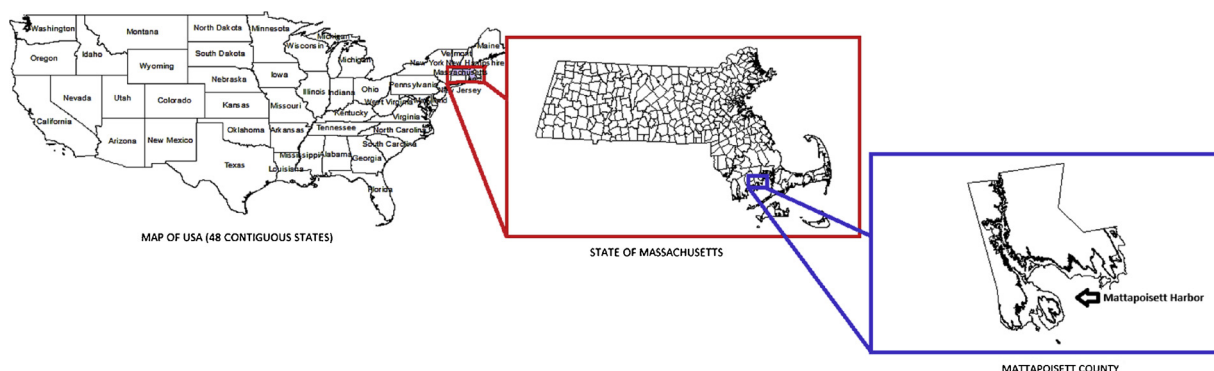 Washington
Montana
North Dakota
Minnesota
Michigan
Maine
Oregon
Idaho
Wyoming
South Dakota
Wisconsin
Michigan
Vermont
New York
New Hampshire
Massachusetts
Nebraska
Iowa
Illinois
Indiana
Ohio
Pennsylvania
New Jersey
Nevada
Utah
Colorado
Kansas
Missouri
Kentucky
West Virginia
Virginia
California
Arizona
New Mexico
Oklahoma
Arkansas
Tennessee
North Carolina
Texas
Mississippi
Alabama
Georgia
South Carolina
Louisiana
Florida
MAP OF USA (48 CONTIGUOUS STATES)
STATE OF MASSACHUSETTS
Mattapoisett Harbor
MATTAPOISETT COUNTY